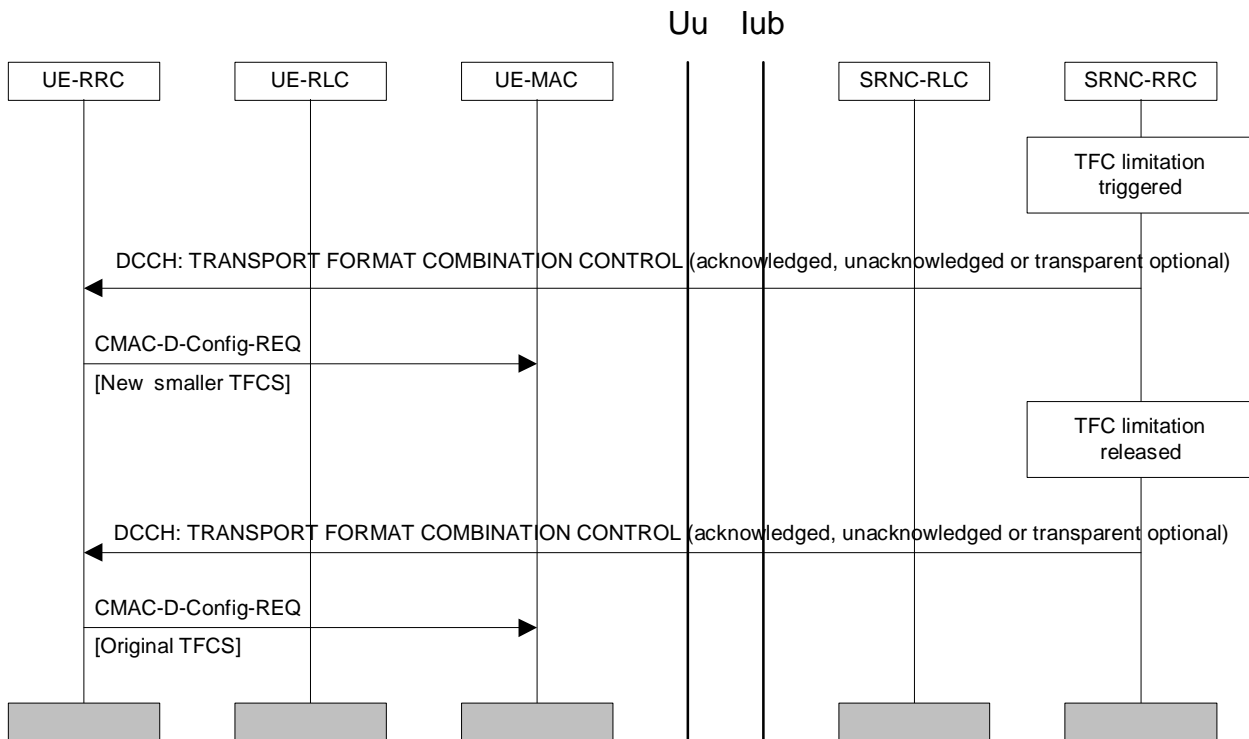 Uu Iub
UE-RRC UE-RLC UE-MAC SRNC-RLC SRNC-RRC
TFC limitation
triggered
DCCH: TRANSPORT FORMAT COMBINATION CONTROL (acknowledged, unacknowledged or transparent optional)
CMAC-D-Config-REQ
[New smaller TFCS]
TFC limitation
released
DCCH: TRANSPORT FORMAT COMBINATION CONTROL (acknowledged, unacknowledged or transparent optional)
CMAC-D-Config-REQ
[Original TFCS]